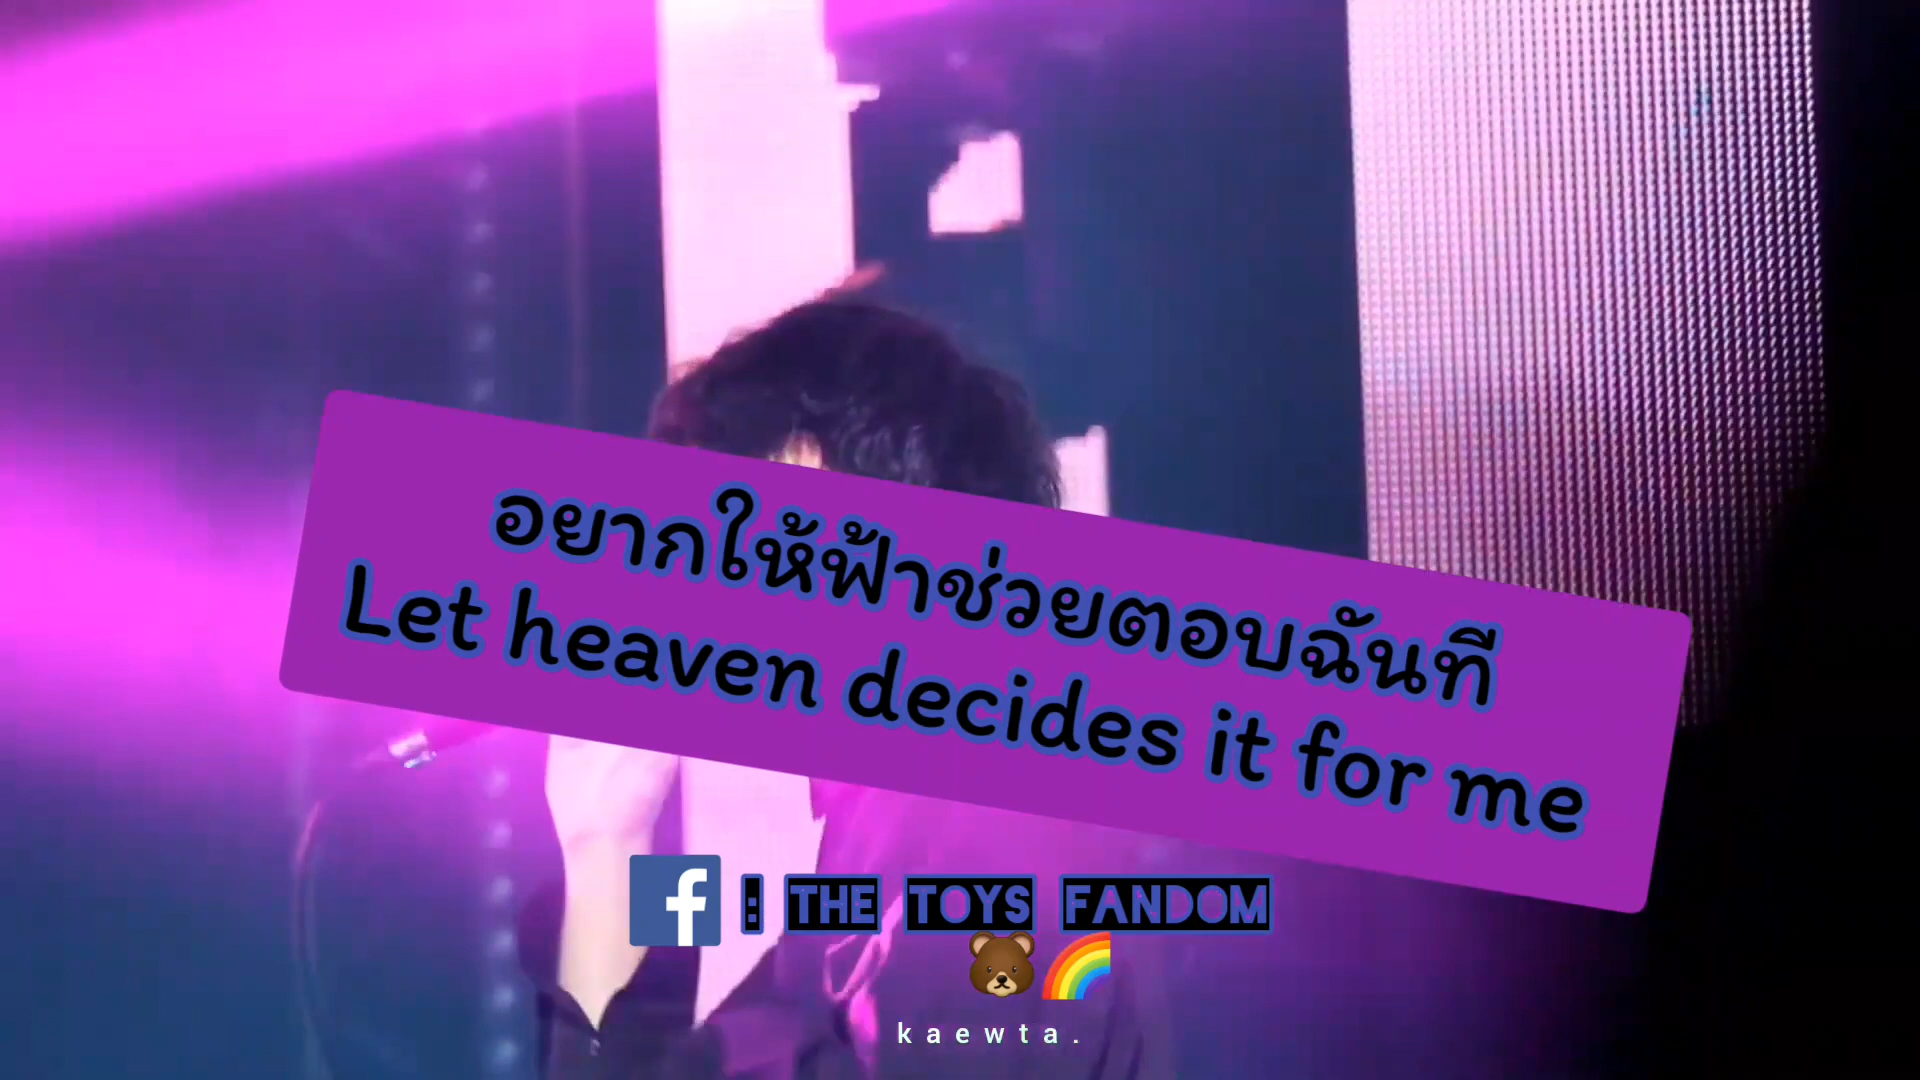 อยากให้ฟ้าช่วยตอบฉันที
Let heaven decides it for me
f : THE TOYS FANDOM
kaewta.